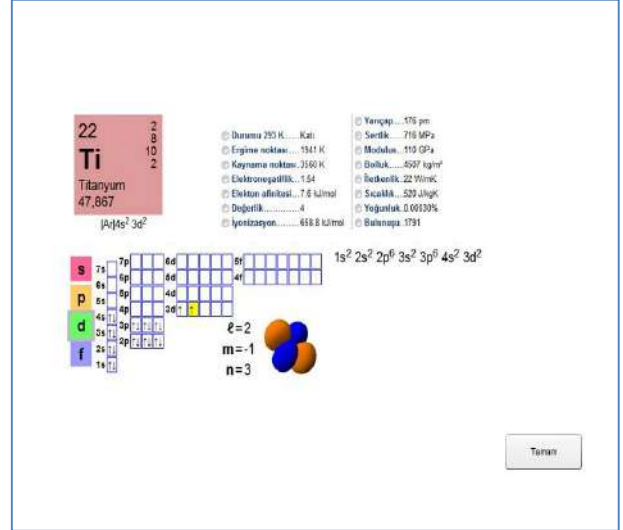 22
2
8
10
2
Ti
Titanyum
47,867
[Ar]4s² 3d²
Durumu 293 K......Katı
Ergime noktası...1941 K
Kaynama noktası..3560 K
Elektronegatiflik...1.54
Elekton afinitesi...7.6 kJ/mol
Değerlik.............4
İyonizasyon.........658.8 kJ/mol
Yarıçap....176 pm
Sertlik.....716 MPa
Modulus...110 GPa
Bolluk.....4507 kg/m³
İletkenlik..22 W/mK
Sıcaklık...520 J/kgK
Yoğunluk.0.00030%
Bulunuşu..1791
1s² 2s² 2p⁶ 3s² 3p⁶ 4s² 3d²
s
p
d
f
7s
6s
5s
4s ↑↓
3s ↑↓
2s ↑↓
1s ↑↓
7p
6p
5p
4p
3p ↑↓ ↑↓ ↑↓
2p ↑↓ ↑↓ ↑↓
6d
5d
4d
3d ↑ ↑
5f
4f
ℓ=2
m=-1
n=3
Tamam